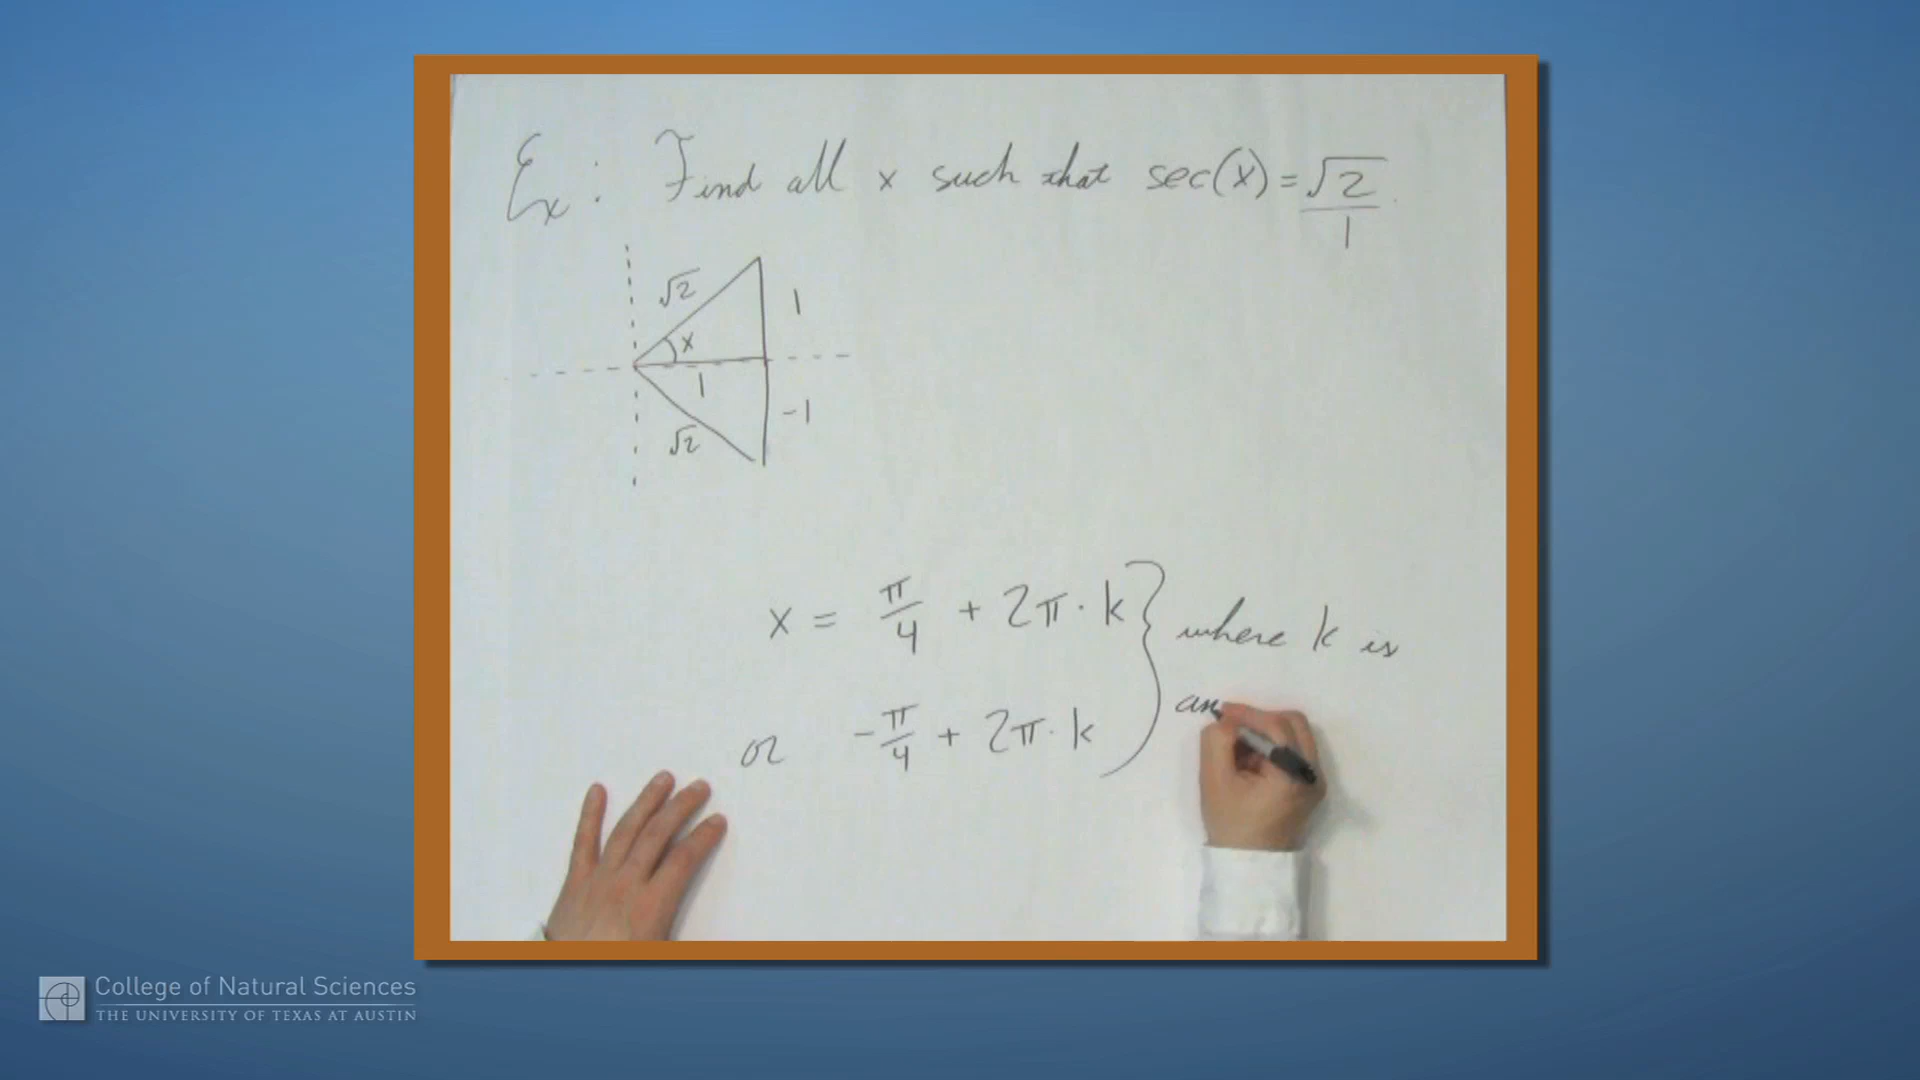 Ex: Find all x such that sec(x) = √2/1.
√2
1
x
1
-1
√2
x = π/4 + 2π · k } where k is
an
or -π/4 + 2π · k
College of Natural Sciences
THE UNIVERSITY OF TEXAS AT AUSTIN